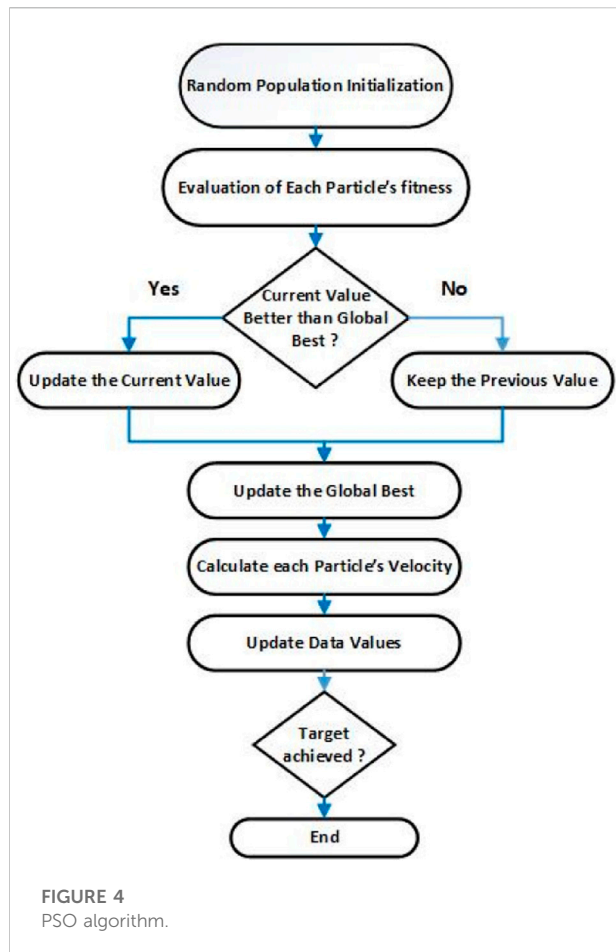 Random Population Initialization
Evaluation of Each Particle's fitness
Current Value
Better than Global
Best ?
Yes
No
Update the Current Value
Keep the Previous Value
Update the Global Best
Calculate each Particle's Velocity
Update Data Values
Target
achieved ?
End
FIGURE 4
PSO algorithm.